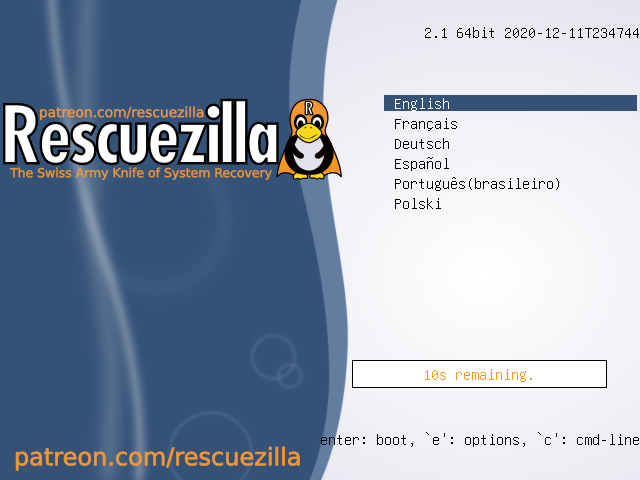 2.1 64bit 2020-12-11T234744
patreon.com/rescuezilla
Rescuezilla
R
The Swiss Army Knife of System Recovery
English
Français
Deutsch
Español
Português(brasileiro)
Polski
10s remaining.
enter: boot, `e': options, `c': cmd-line
patreon.com/rescuezilla